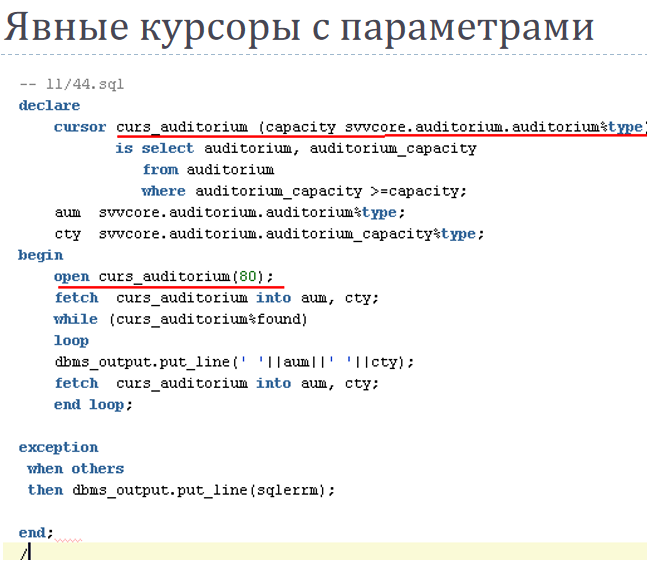 Явные курсоры с параметрами
-- 11/44.sql
declare
cursor curs_auditorium (capacity svvcore.auditorium.auditorium%type)
is select auditorium, auditorium_capacity
from auditorium
where auditorium_capacity >=capacity;
aum svvcore.auditorium.auditorium%type;
cty svvcore.auditorium.auditorium_capacity%type;
begin
open curs_auditorium(80);
fetch curs_auditorium into aum, cty;
while (curs_auditorium%found)
loop
dbms_output.put_line(' '||aum||' '||cty);
fetch curs_auditorium into aum, cty;
end loop;
exception
when others
then dbms_output.put_line(sqlerrm);
end;
/